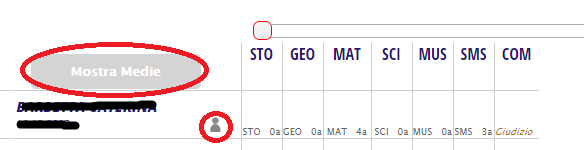 STO GEO MAT SCI MUS SMS COM
Mostra Medie
STO 0a GEO 0a MAT 4a SCI 0a MUS 0a SMS 3a Giudizio